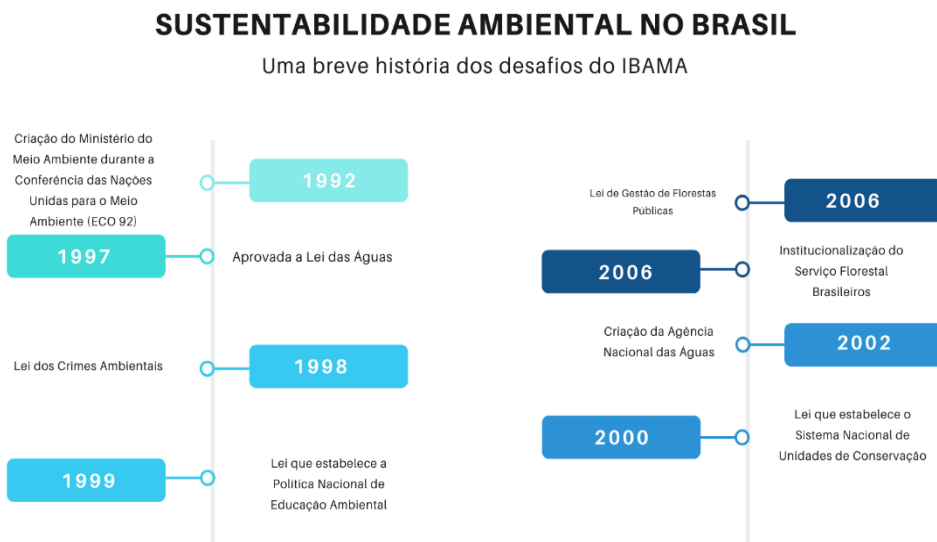 SUSTENTABILIDADE AMBIENTAL NO BRASIL
Uma breve história dos desafios do IBAMA
Criação do Ministério do
Meio Ambiente durante a
Conferência das Nações
Unidas para o Meio
Ambiente (ECO 92)
1992
1997
Aprovada a Lei das Águas
Lei dos Crimes Ambientais
1998
1999
Lei que estabelece a
Política Nacional de
Educação Ambiental
Lei de Gestão de Florestas
Públicas
2006
2006
Institucionalização do
Serviço Florestal
Brasileiros
Criação da Agência
Nacional das Águas
2002
2000
Lei que estabelece o
Sistema Nacional de
Unidades de Conservação